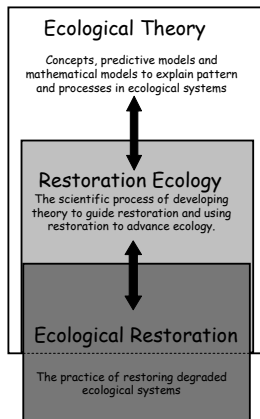 Ecological Theory
Concepts, predictive models and
mathematical models to explain pattern
and processes in ecological systems
Restoration Ecology
The scientific process of developing
theory to guide restoration and using
restoration to advance ecology.
Ecological Restoration
The practice of restoring degraded
ecological systems